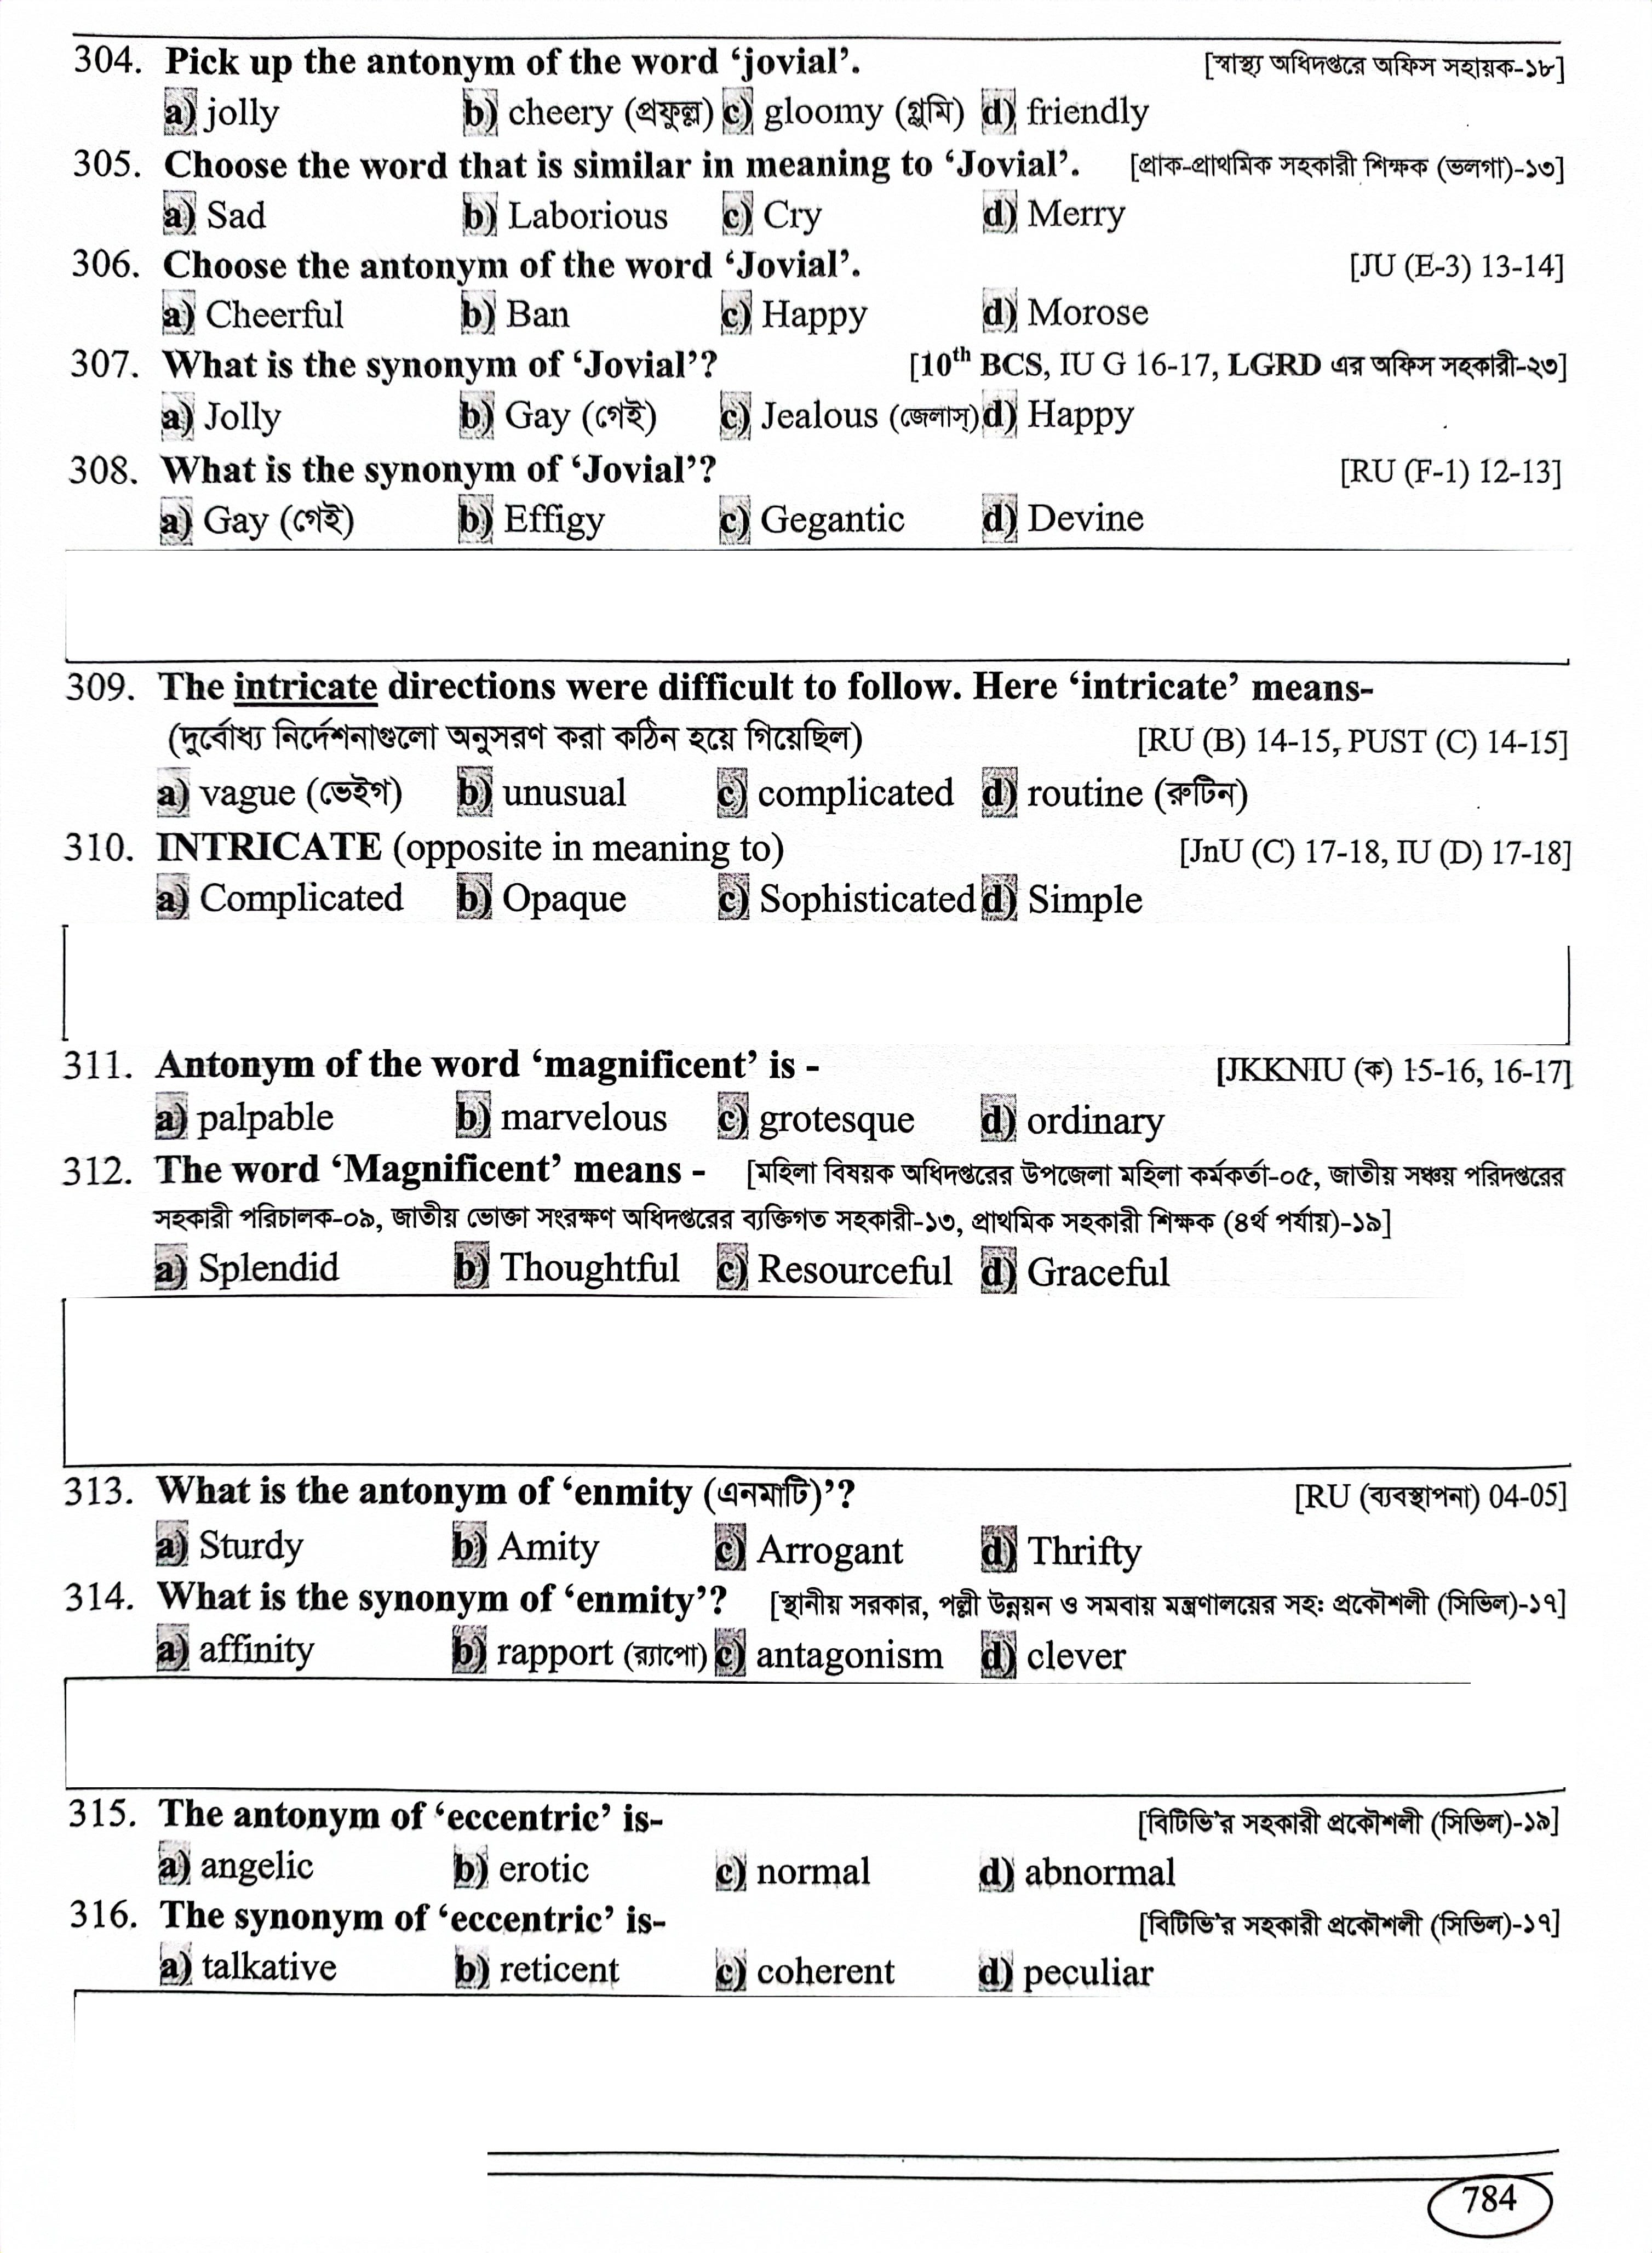 304. Pick up the antonym of the word ‘jovial’. [স্বাস্থ্য অধিদপ্তরে অফিস সহায়ক-১৮]
a) jolly b) cheery (প্রফুল্ল) c) gloomy (গ্লুমি) d) friendly
305. Choose the word that is similar in meaning to ‘Jovial’. [প্রাক-প্রাথমিক সহকারী শিক্ষক (ভলগা)-১৩]
a) Sad b) Laborious c) Cry d) Merry
306. Choose the antonym of the word ‘Jovial’. [JU (E-3) 13-14]
a) Cheerful b) Ban c) Happy d) Morose
307. What is the synonym of ‘Jovial’? [10th BCS, IU G 16-17, LGRD এর অফিস সহকারী-২৩]
a) Jolly b) Gay (গেই) c) Jealous (জেলাস্) d) Happy
308. What is the synonym of ‘Jovial’? [RU (F-1) 12-13]
a) Gay (গেই) b) Effigy c) Gegantic d) Devine
309. The intricate directions were difficult to follow. Here ‘intricate’ means-
(দুর্বোধ্য নির্দেশনাগুলো অনুসরণ করা কঠিন হয়ে গিয়েছিল) [RU (B) 14-15, PUST (C) 14-15]
a) vague (ভেইগ) b) unusual c) complicated d) routine (রুটিন)
310. INTRICATE (opposite in meaning to) [JnU (C) 17-18, IU (D) 17-18]
a) Complicated b) Opaque c) Sophisticated d) Simple
311. Antonym of the word ‘magnificent’ is - [JKKNIU (ক) 15-16, 16-17]
a) palpable b) marvelous c) grotesque d) ordinary
312. The word ‘Magnificent’ means - [মহিলা বিষয়ক অধিদপ্তরের উপজেলা মহিলা কর্মকর্তা-০৫, জাতীয় সঞ্চয় পরিদপ্তরের
সহকারী পরিচালক-০৯, জাতীয় ভোক্তা সংরক্ষণ অধিদপ্তরের ব্যক্তিগত সহকারী-১৩, প্রাথমিক সহকারী শিক্ষক (৪র্থ পর্যায়)-১৯]
a) Splendid b) Thoughtful c) Resourceful d) Graceful
313. What is the antonym of ‘enmity (এনমাটি)’? [RU (ব্যবস্থাপনা) 04-05]
a) Sturdy b) Amity c) Arrogant d) Thrifty
314. What is the synonym of ‘enmity’? [স্থানীয় সরকার, পল্লী উন্নয়ন ও সমবায় মন্ত্রণালয়ের সহঃ প্রকৌশলী (সিভিল)-১৭]
a) affinity b) rapport (র‍্যাপো) c) antagonism d) clever
315. The antonym of ‘eccentric’ is- [বিটিভি’র সহকারী প্রকৌশলী (সিভিল)-১৯]
a) angelic b) erotic c) normal d) abnormal
316. The synonym of ‘eccentric’ is- [বিটিভি’র সহকারী প্রকৌশলী (সিভিল)-১৭]
a) talkative b) reticent c) coherent d) peculiar
784